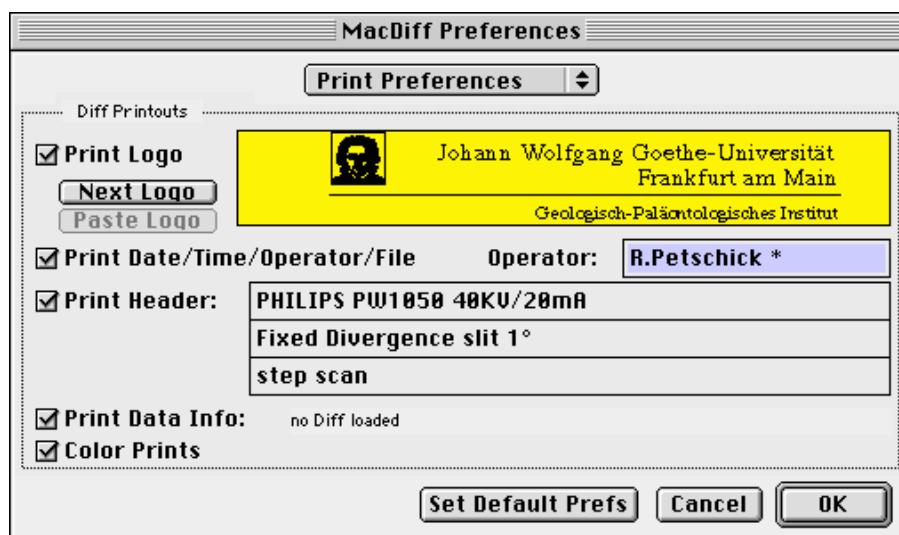 MacDiff Preferences
Print Preferences
Diff Printouts
Print Logo
Johann Wolfgang Goethe-Universität
Frankfurt am Main
Next Logo
Paste Logo
Geologisch-Paläontologisches Institut
Print Date/Time/Operator/File Operator: R.Petschick *
Print Header: PHILIPS PW1050 40KV/20mA
Fixed Divergence slit 1°
step scan
Print Data Info: no Diff loaded
Color Prints
Set Default Prefs Cancel OK